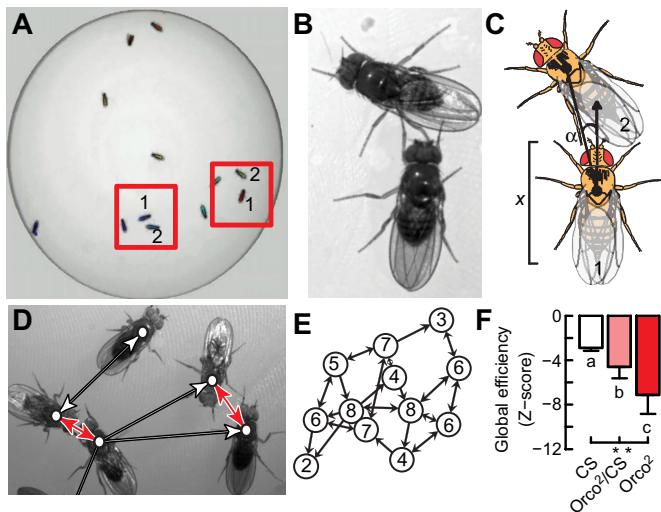 A
1
2
2
1
B
C
α
2
x
1
D
E
3
7
5
4
6
8
8
6
6
7
2
4
6
F
0
-4
-8
-12
Global efficiency
(Z-score)
a
b
c
* *
CS
Orco²/CS
Orco²